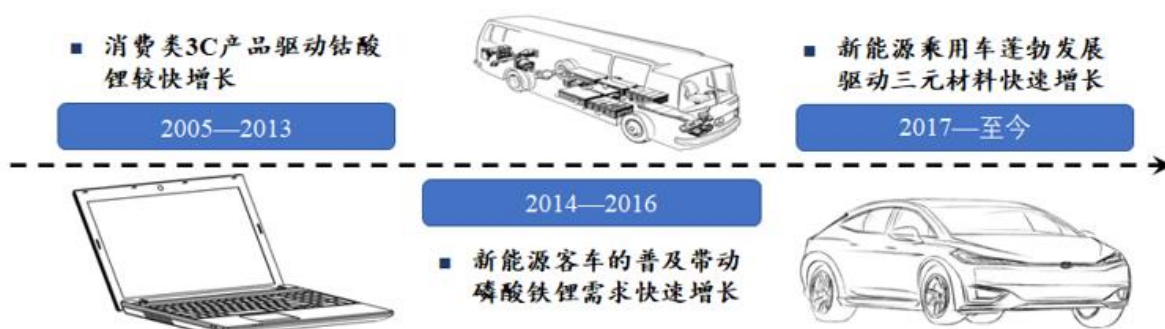 ■ 消费类3C产品驱动钴酸
锂较快增长
2005—2013
2014—2016
■ 新能源客车的普及带动
磷酸铁锂需求快速增长
■ 新能源乘用车蓬勃发展
驱动三元材料快速增长
2017—至今